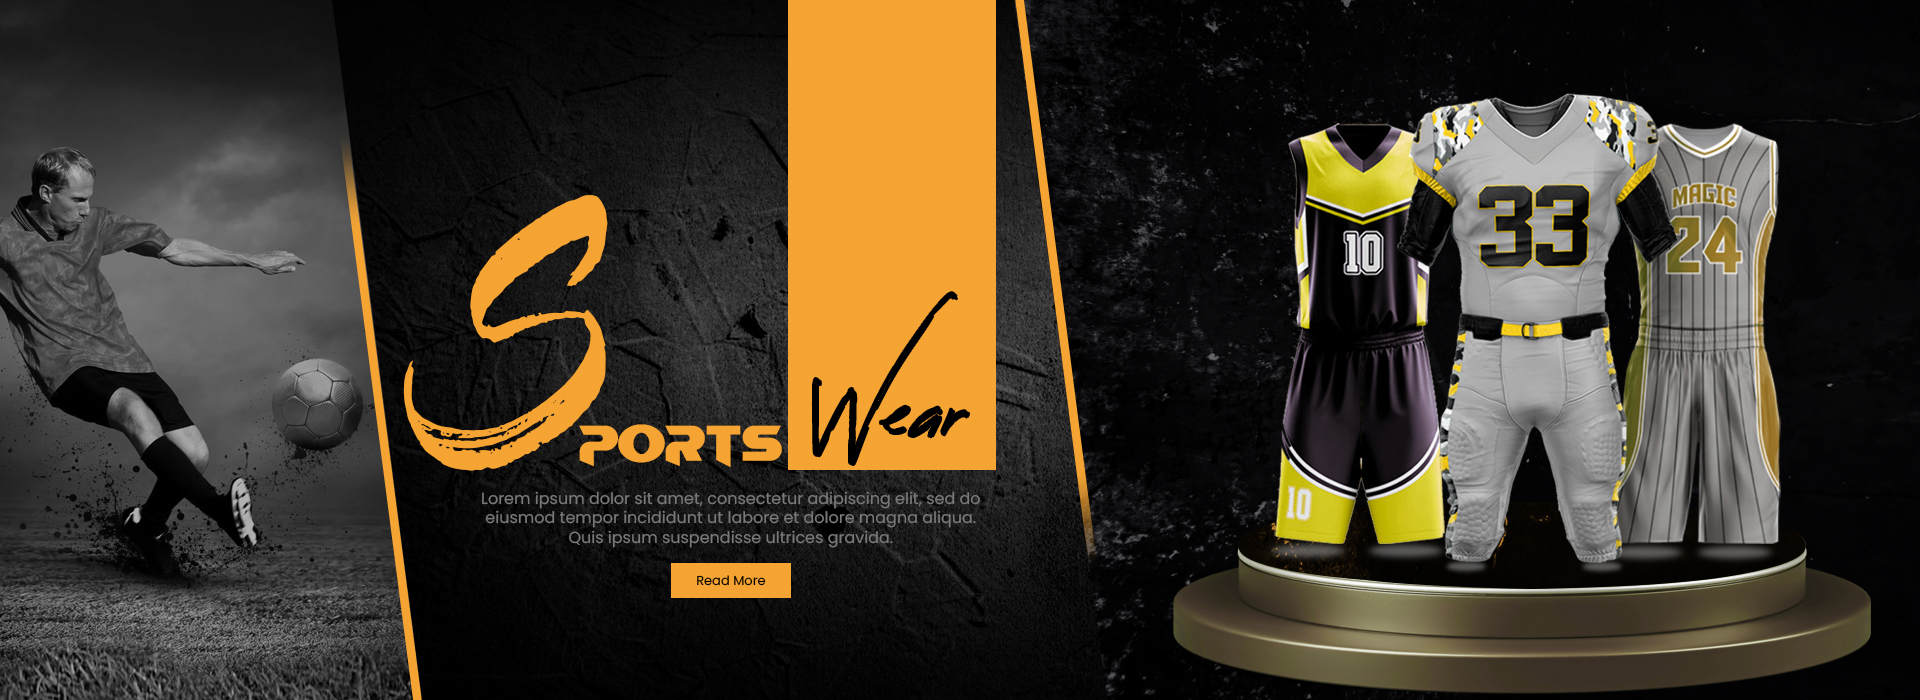 SPORTS Wear
Lorem ipsum dolor sit amet, consectetur adipiscing elit, sed do
eiusmod tempor incididunt ut labore et dolore magna aliqua.
Quis ipsum suspendisse ultrices gravida.
Read More
10
10
33
MAGIC
24